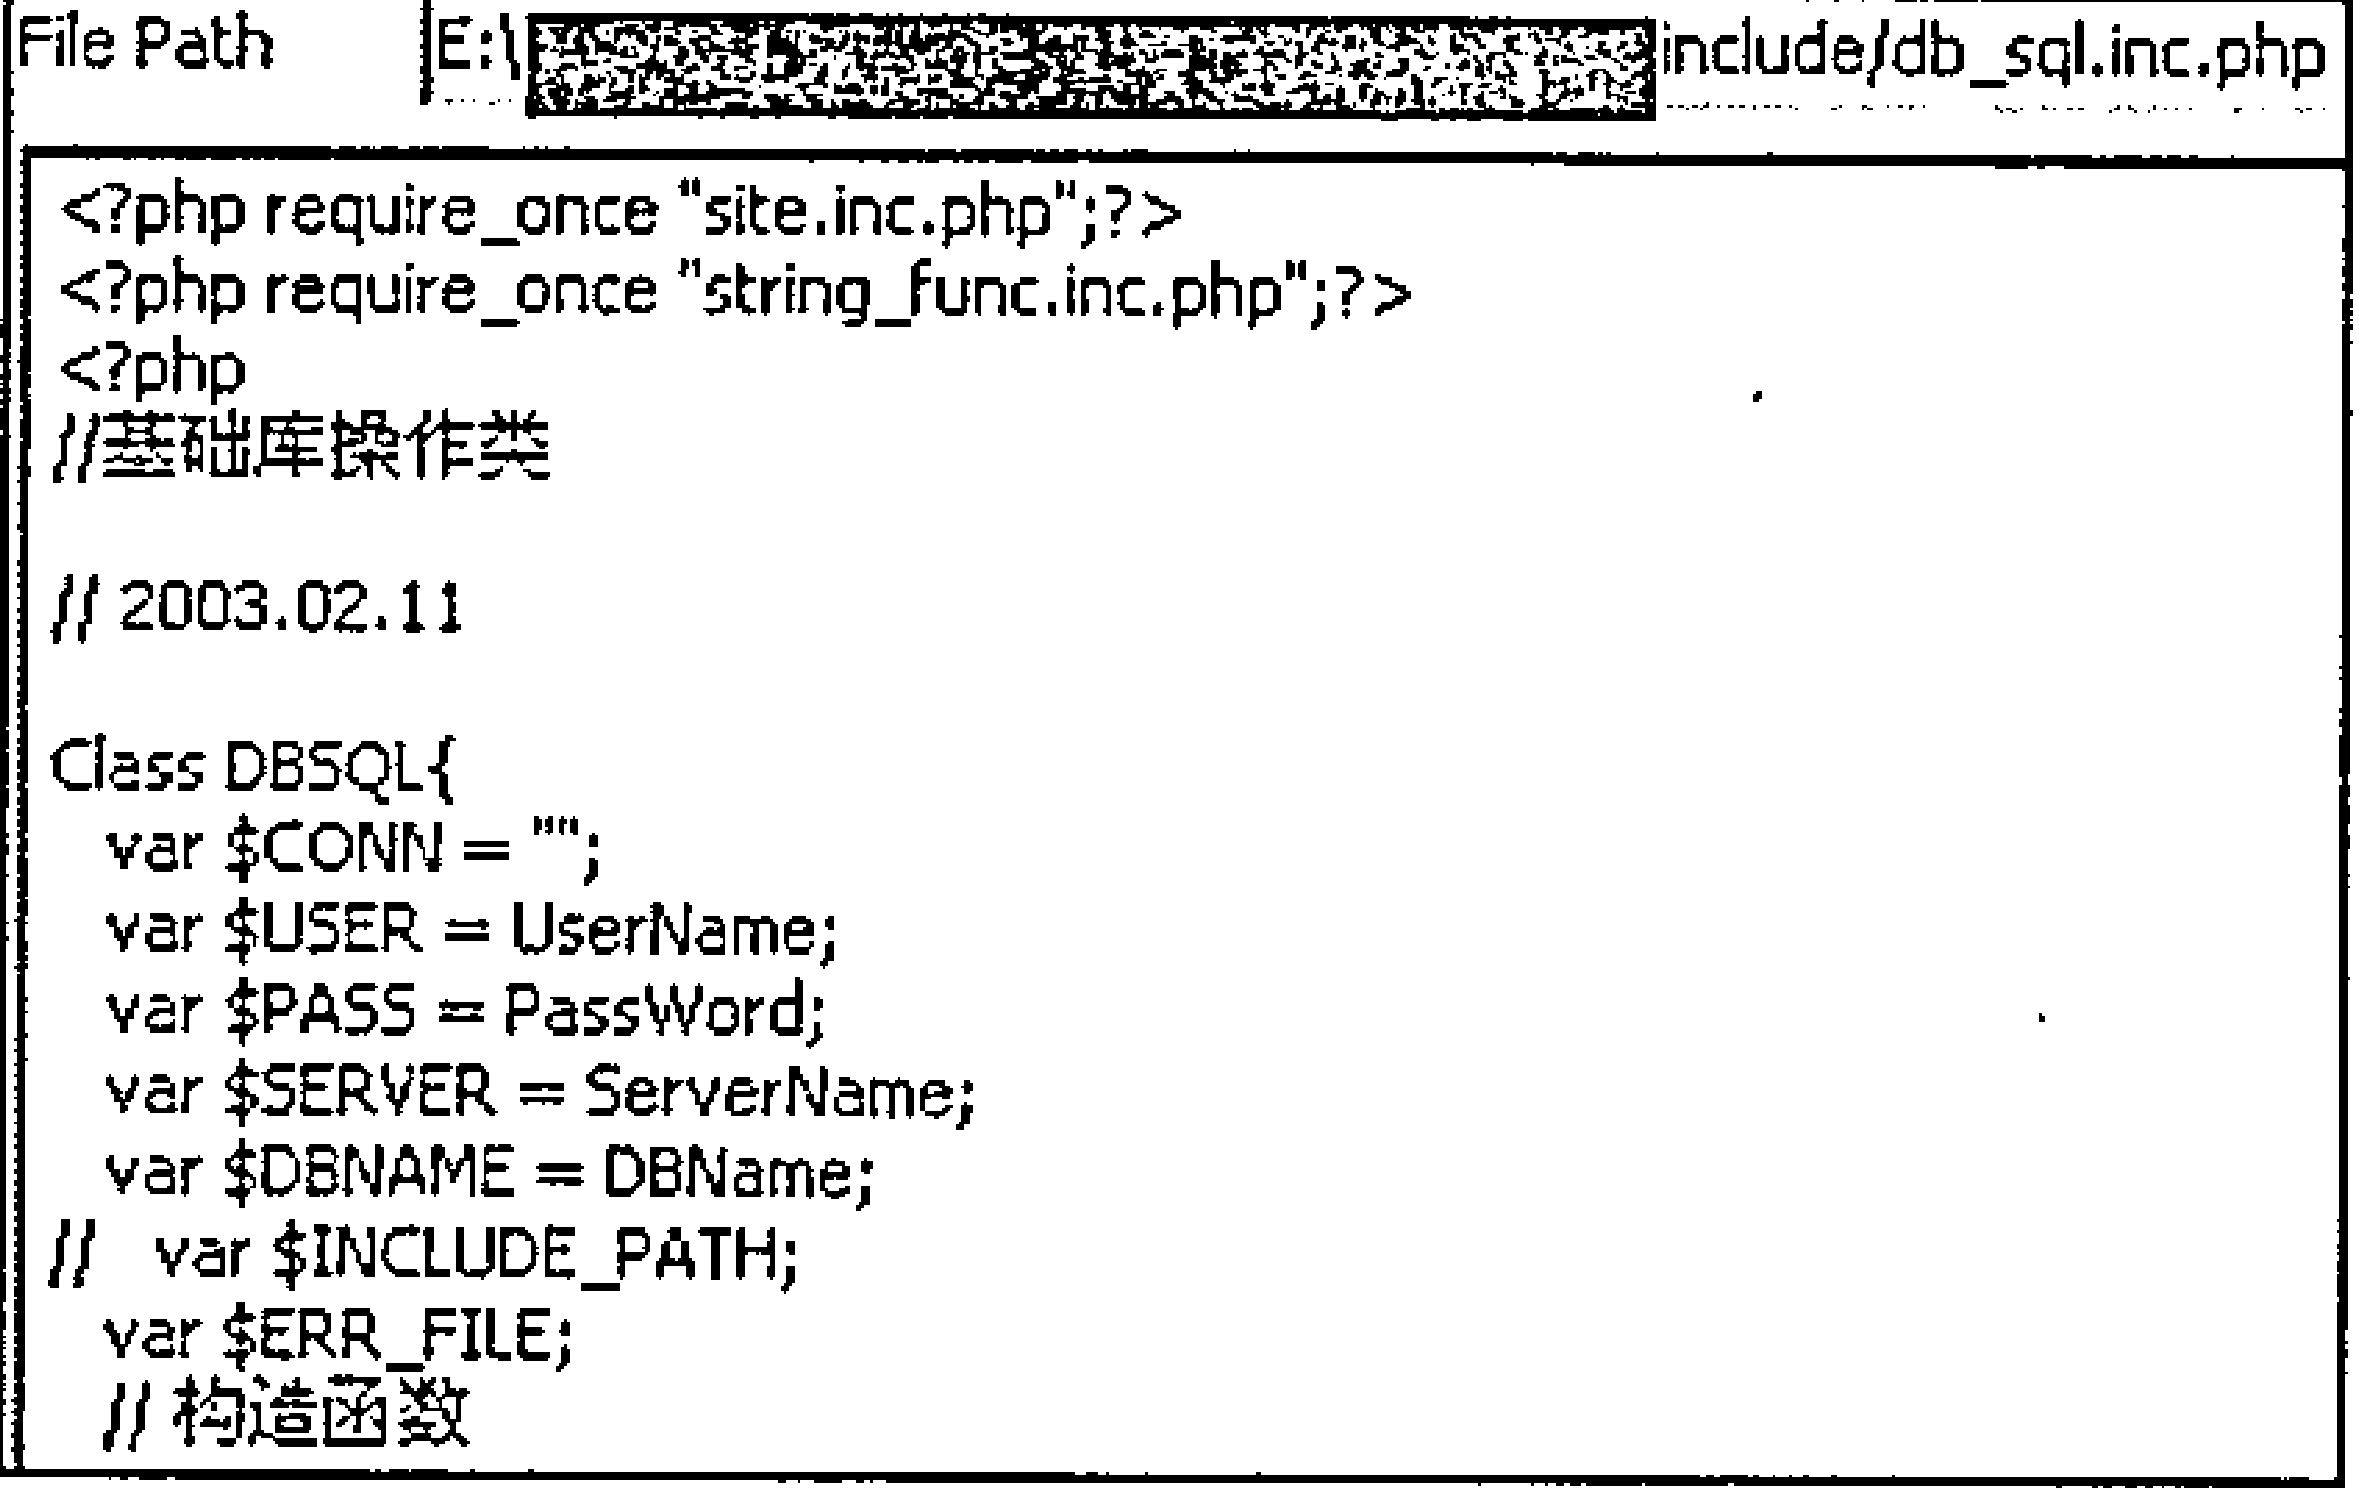 File Path E:\ include/db_sql.inc.php
<?php require_once "site.inc.php";?>
<?php require_once "string_func.inc.php";?>
<?php
//基础库操作类
// 2003.02.11
Class DBSQL{
var $CONN = "";
var $USER = UserName;
var $PASS = PassWord;
var $SERVER = ServerName;
var $DBNAME = DBName;
// var $INCLUDE_PATH;
var $ERR_FILE;
// 构造函数